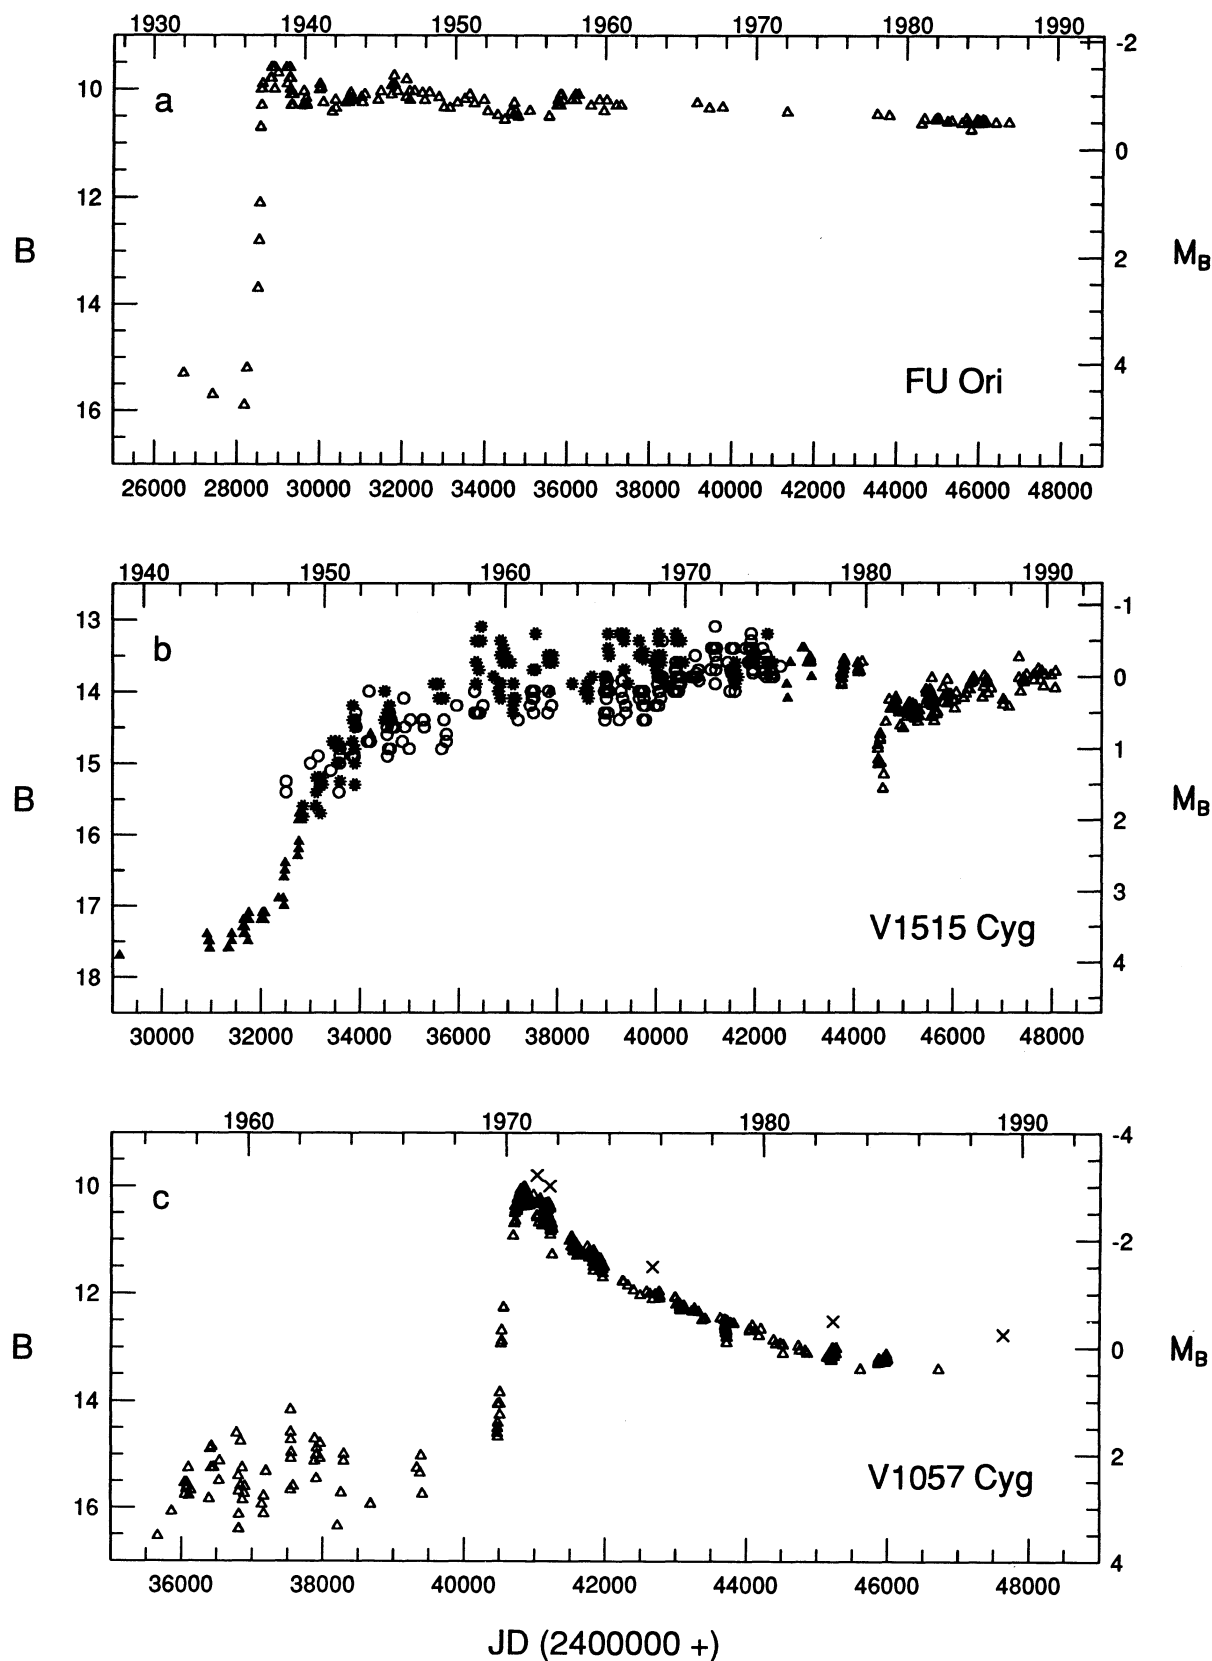 1930 1940 1950 1960 1970 1980 1990
-2
10
a
0
12
B
2
M_B
14
4
FU Ori
16
26000 28000 30000 32000 34000 36000 38000 40000 42000 44000 46000 48000
1940 1950 1960 1970 1980 1990
13
-1
b
14
0
15
1
B
M_B
16
2
17
3
V1515 Cyg
18
4
30000 32000 34000 36000 38000 40000 42000 44000 46000 48000
1960 1970 1980 1990
-4
10
c
-2
12
B
0
M_B
14
2
V1057 Cyg
16
4
36000 38000 40000 42000 44000 46000 48000
JD (2400000 +)